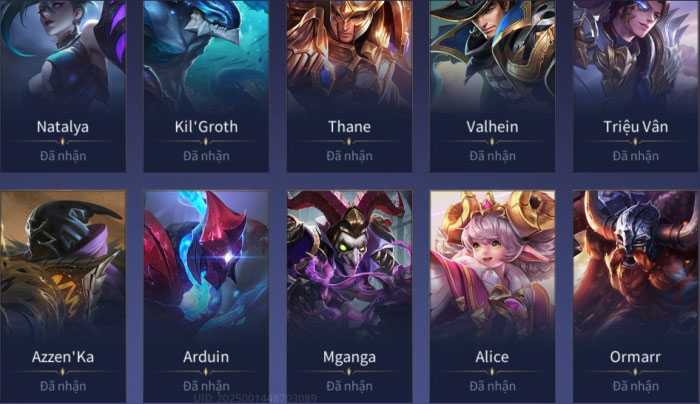 Natalya Kil'Groth Thane Valhein Triệu Vân
Đã nhận Đã nhận Đã nhận Đã nhận Đã nhận
Azzen'Ka Arduin Mganga Alice Ormarr
Đã nhận Đã nhận Đã nhận Đã nhận Đã nhận
UID-2025001448703089